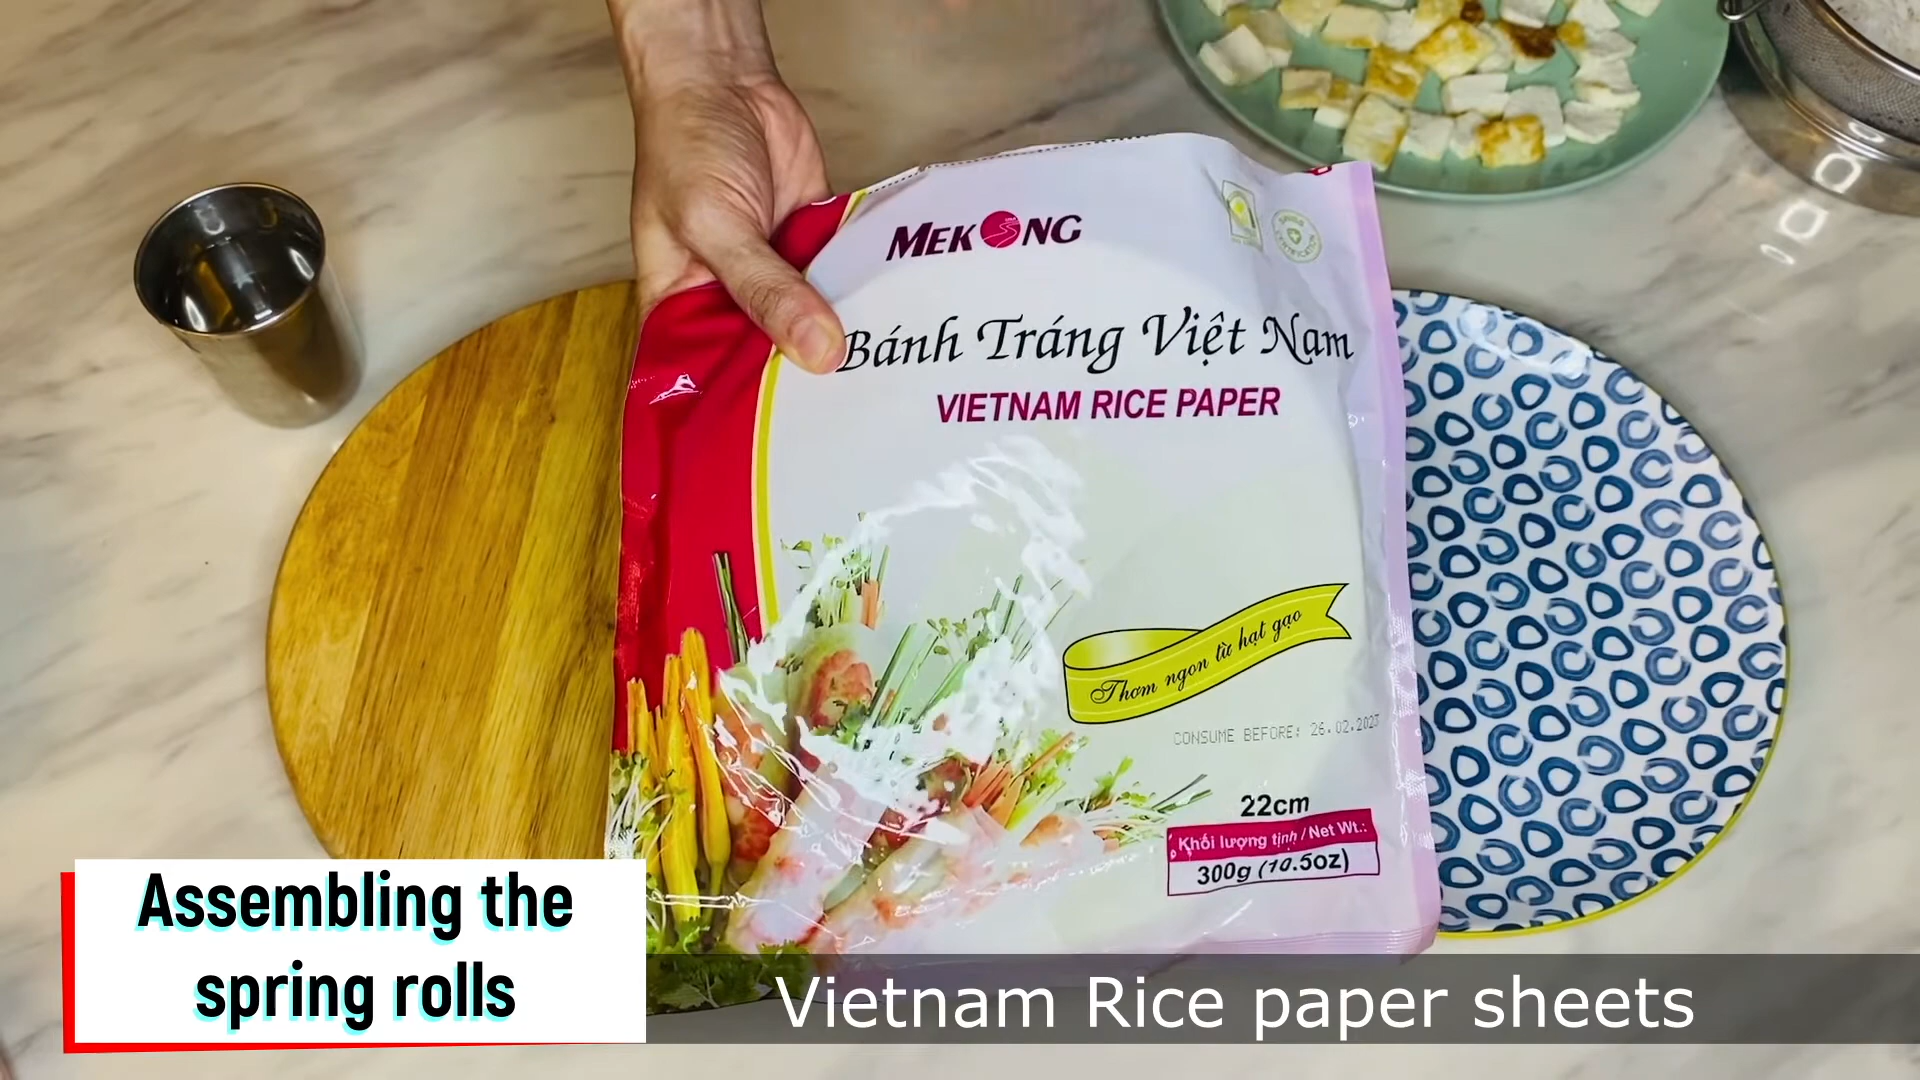 MEKONG
Bánh Tráng Việt Nam
VIETNAM RICE PAPER
Thơm ngon từ hạt gạo
CONSUME BEFORE: 26.02.2023
22cm
Khối lượng tịnh / Net Wt.:
300g (10.5oz)
Assembling the
spring rolls
Vietnam Rice paper sheets